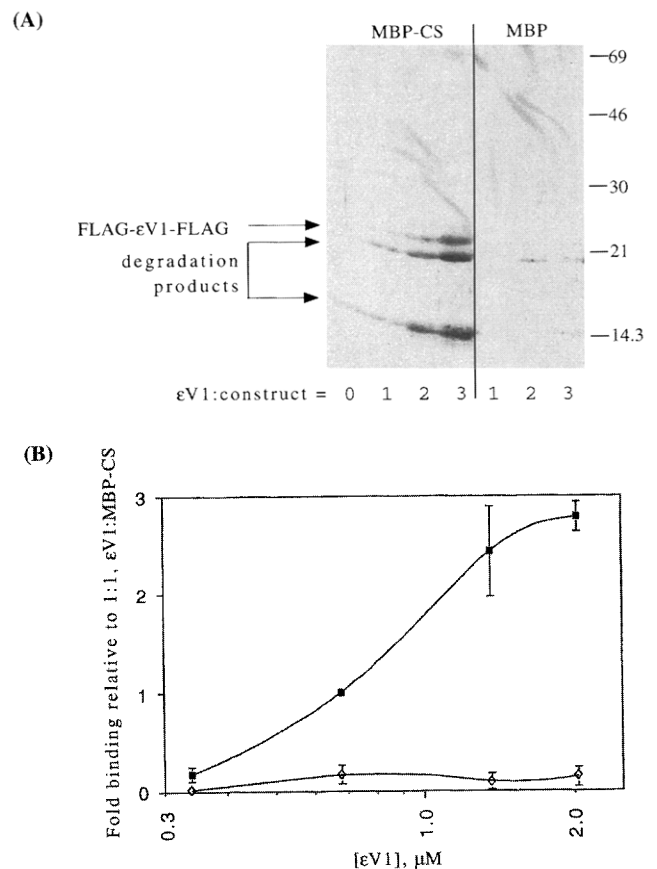 (A)
MBP-CS MBP
69
46
30
FLAG-εV1-FLAG
21
degradation
products
14.3
εV1:construct = 0 1 2 3 1 2 3
(B)
Fold binding relative to 1:1, εV1:MBP-CS
3
2
1
0
0.3 1.0 2.0
[εV1], μM